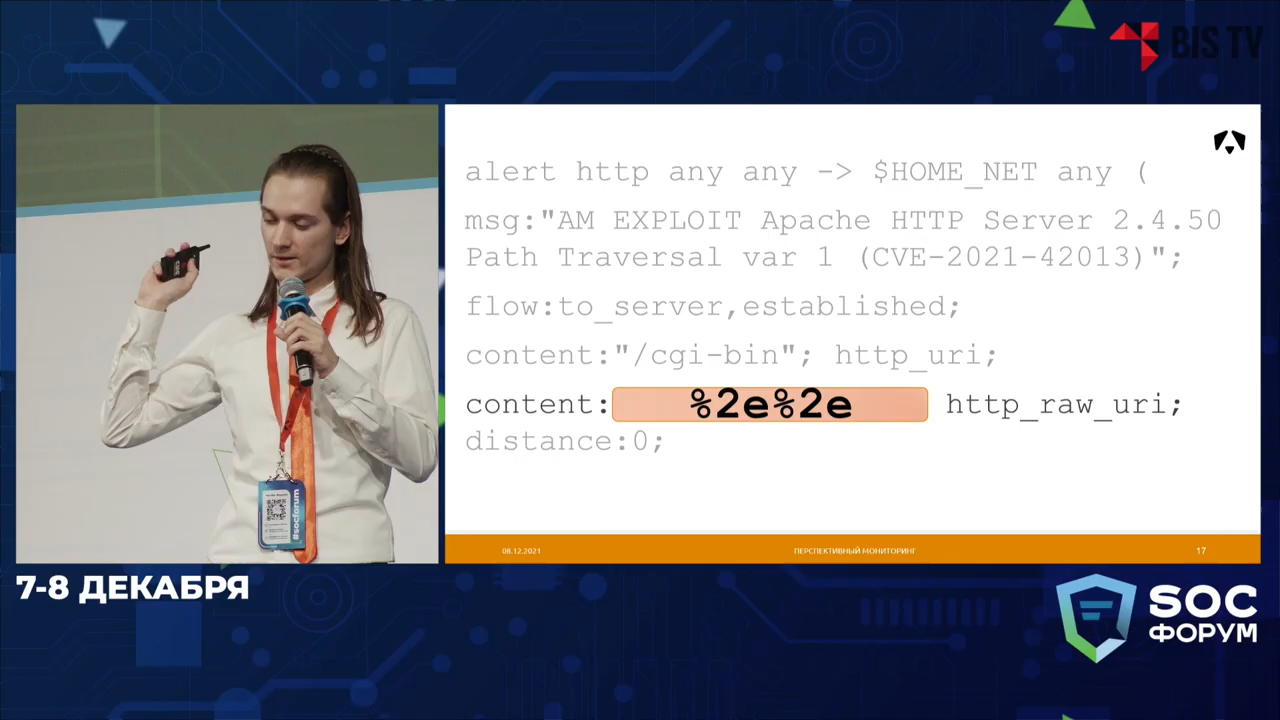 BIS TV
alert http any any -> $HOME_NET any (
msg:"AM EXPLOIT Apache HTTP Server 2.4.50
Path Traversal var 1 (CVE-2021-42013)";
flow:to_server,established;
content:"/cgi-bin"; http_uri;
content: %2e%2e http_raw_uri;
distance:0;
08.12.2021 ПЕРСПЕКТИВНЫЙ МОНИТОРИНГ 17
#socforum
7-8 ДЕКАБРЯ
SOC
ФОРУМ